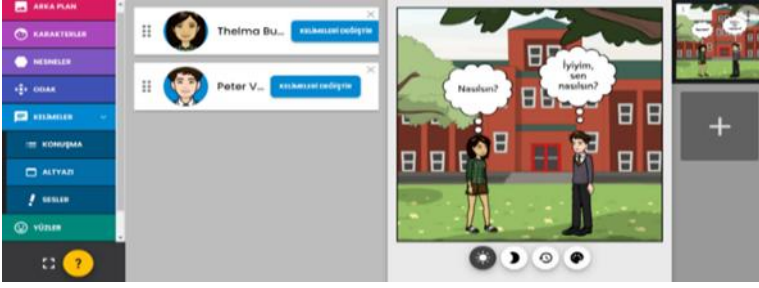 ARKA PLAN
KARAKTERLER
NESNELER
ODAK
KELİMELER
KONUŞMA
ALTYAZI
SESLER
YÜZLER
?
Thelma Bu...
KELİMELERİ DEĞİŞTİR
Peter V...
KELİMELERİ DEĞİŞTİR
Nasılsın?
İyiyim,
sen
nasılsın?